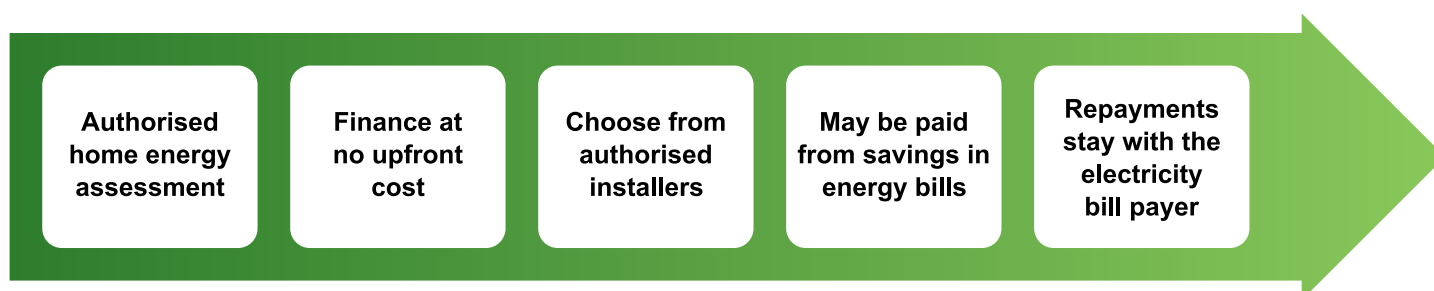 Authorised
home energy
assessment
Finance at
no upfront
cost
Choose from
authorised
installers
May be paid
from savings in
energy bills
Repayments
stay with the
electricity
bill payer